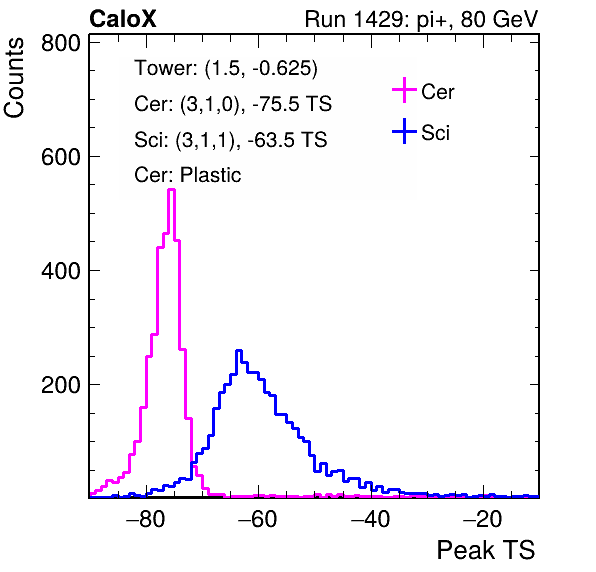 CaloX Run 1429: pi+, 80 GeV
Counts
800
600
400
200
Tower: (1.5, -0.625)
Cer: (3,1,0), -75.5 TS
Sci: (3,1,1), -63.5 TS
Cer: Plastic
Cer
Sci
−80 −60 −40 −20
Peak TS